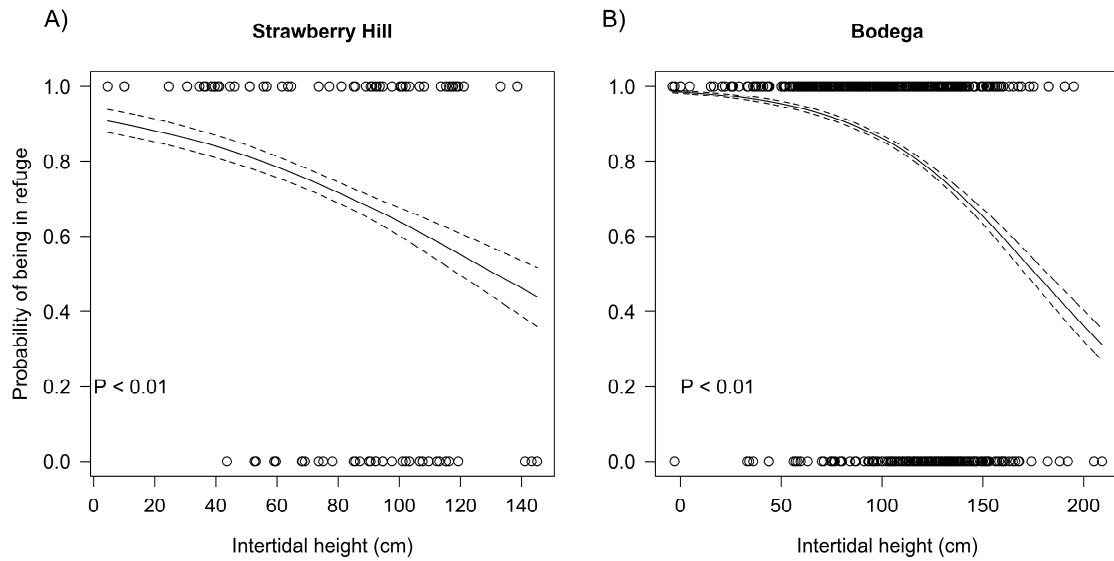 A)
Strawberry Hill
Probability of being in refuge
1.0
0.8
0.6
0.4
0.2
0.0
P < 0.01
0 20 40 60 80 100 120 140
Intertidal height (cm)
B)
Bodega
1.0
0.8
0.6
0.4
0.2
0.0
P < 0.01
0 50 100 150 200
Intertidal height (cm)